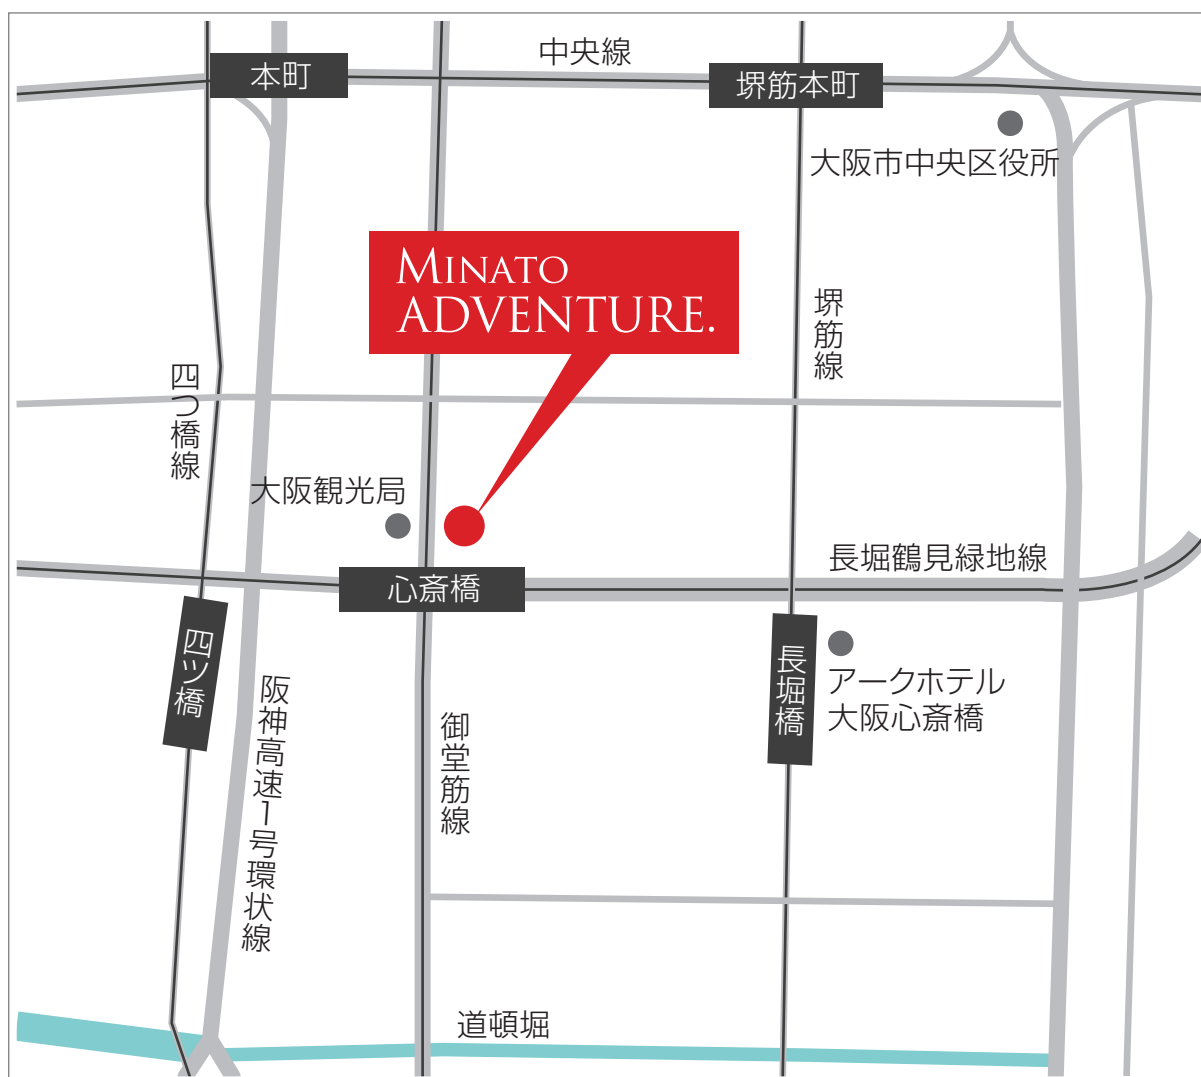 中央線
本町
堺筋本町
大阪市中央区役所
MINATO
ADVENTURE.
堺筋線
四つ橋線
大阪観光局
長堀鶴見緑地線
心斎橋
四ツ橋
長堀橋
アークホテル
大阪心斎橋
阪神高速1号環状線
御堂筋線
道頓堀